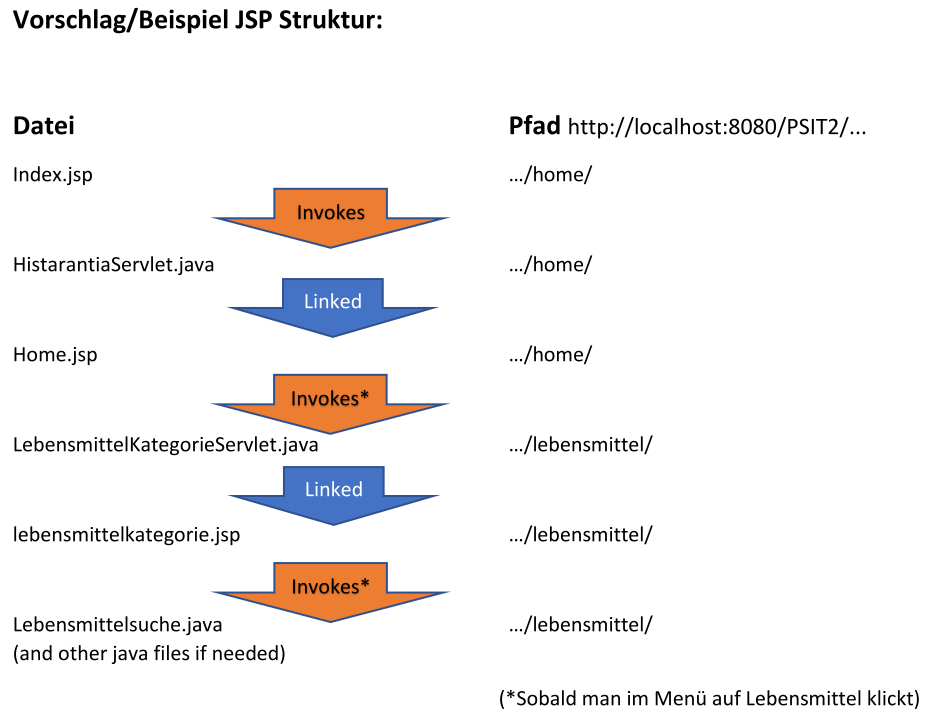 Vorschlag/Beispiel JSP Struktur:
Datei
Pfad http://localhost:8080/PSIT2/...
Index.jsp
.../home/
Invokes
HistarantiaServlet.java
.../home/
Linked
Home.jsp
.../home/
Invokes*
LebensmittelKategorieServlet.java
.../lebensmittel/
Linked
lebensmittelkategorie.jsp
.../lebensmittel/
Invokes*
Lebensmittelsuche.java
.../lebensmittel/
(and other java files if needed)
(*Sobald man im Menü auf Lebensmittel klickt)